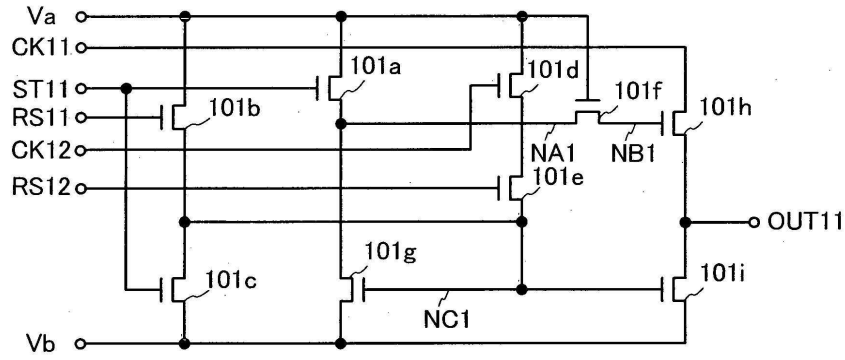 Va
CK11
ST11
RS11
CK12
RS12
Vb
101a
101b
101c
101d
101e
101f
101g
101h
101i
NA1
NB1
NC1
OUT11